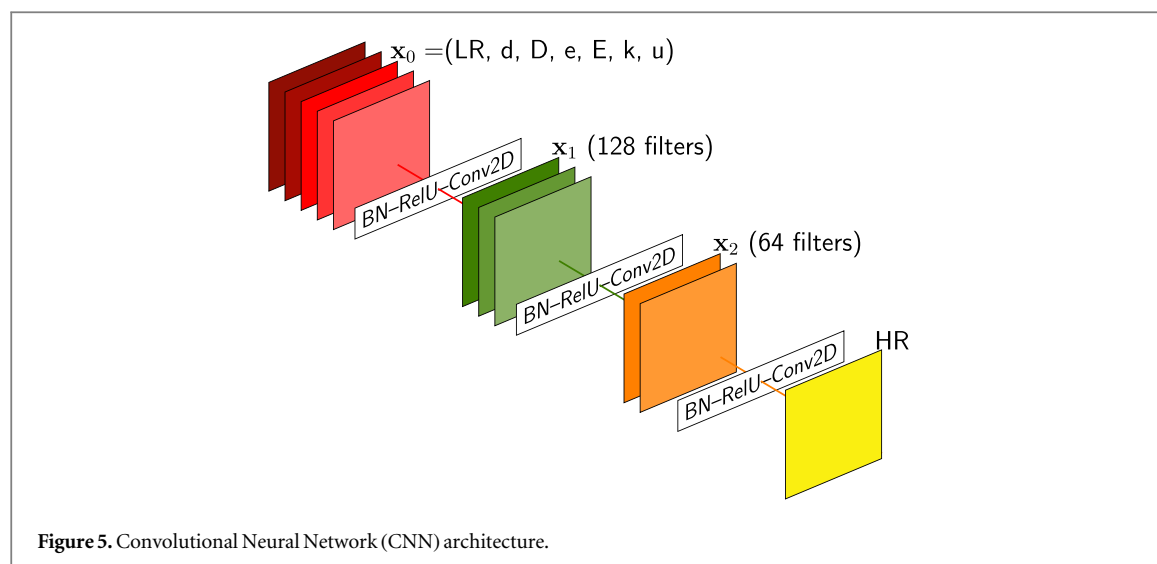 x₀ =(LR, d, D, e, E, k, u)
BN–RelU–Conv2D
x₁ (128 filters)
BN–RelU–Conv2D
x₂ (64 filters)
BN–RelU–Conv2D
HR
Figure 5. Convolutional Neural Network (CNN) architecture.